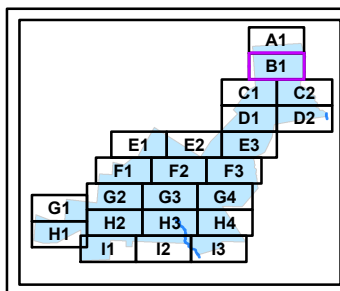 A1
B1
C1 C2
D1 D2
E1 E2 E3
F1 F2 F3
G1 G2 G3 G4
H1 H2 H3 H4
I1 I2 I3